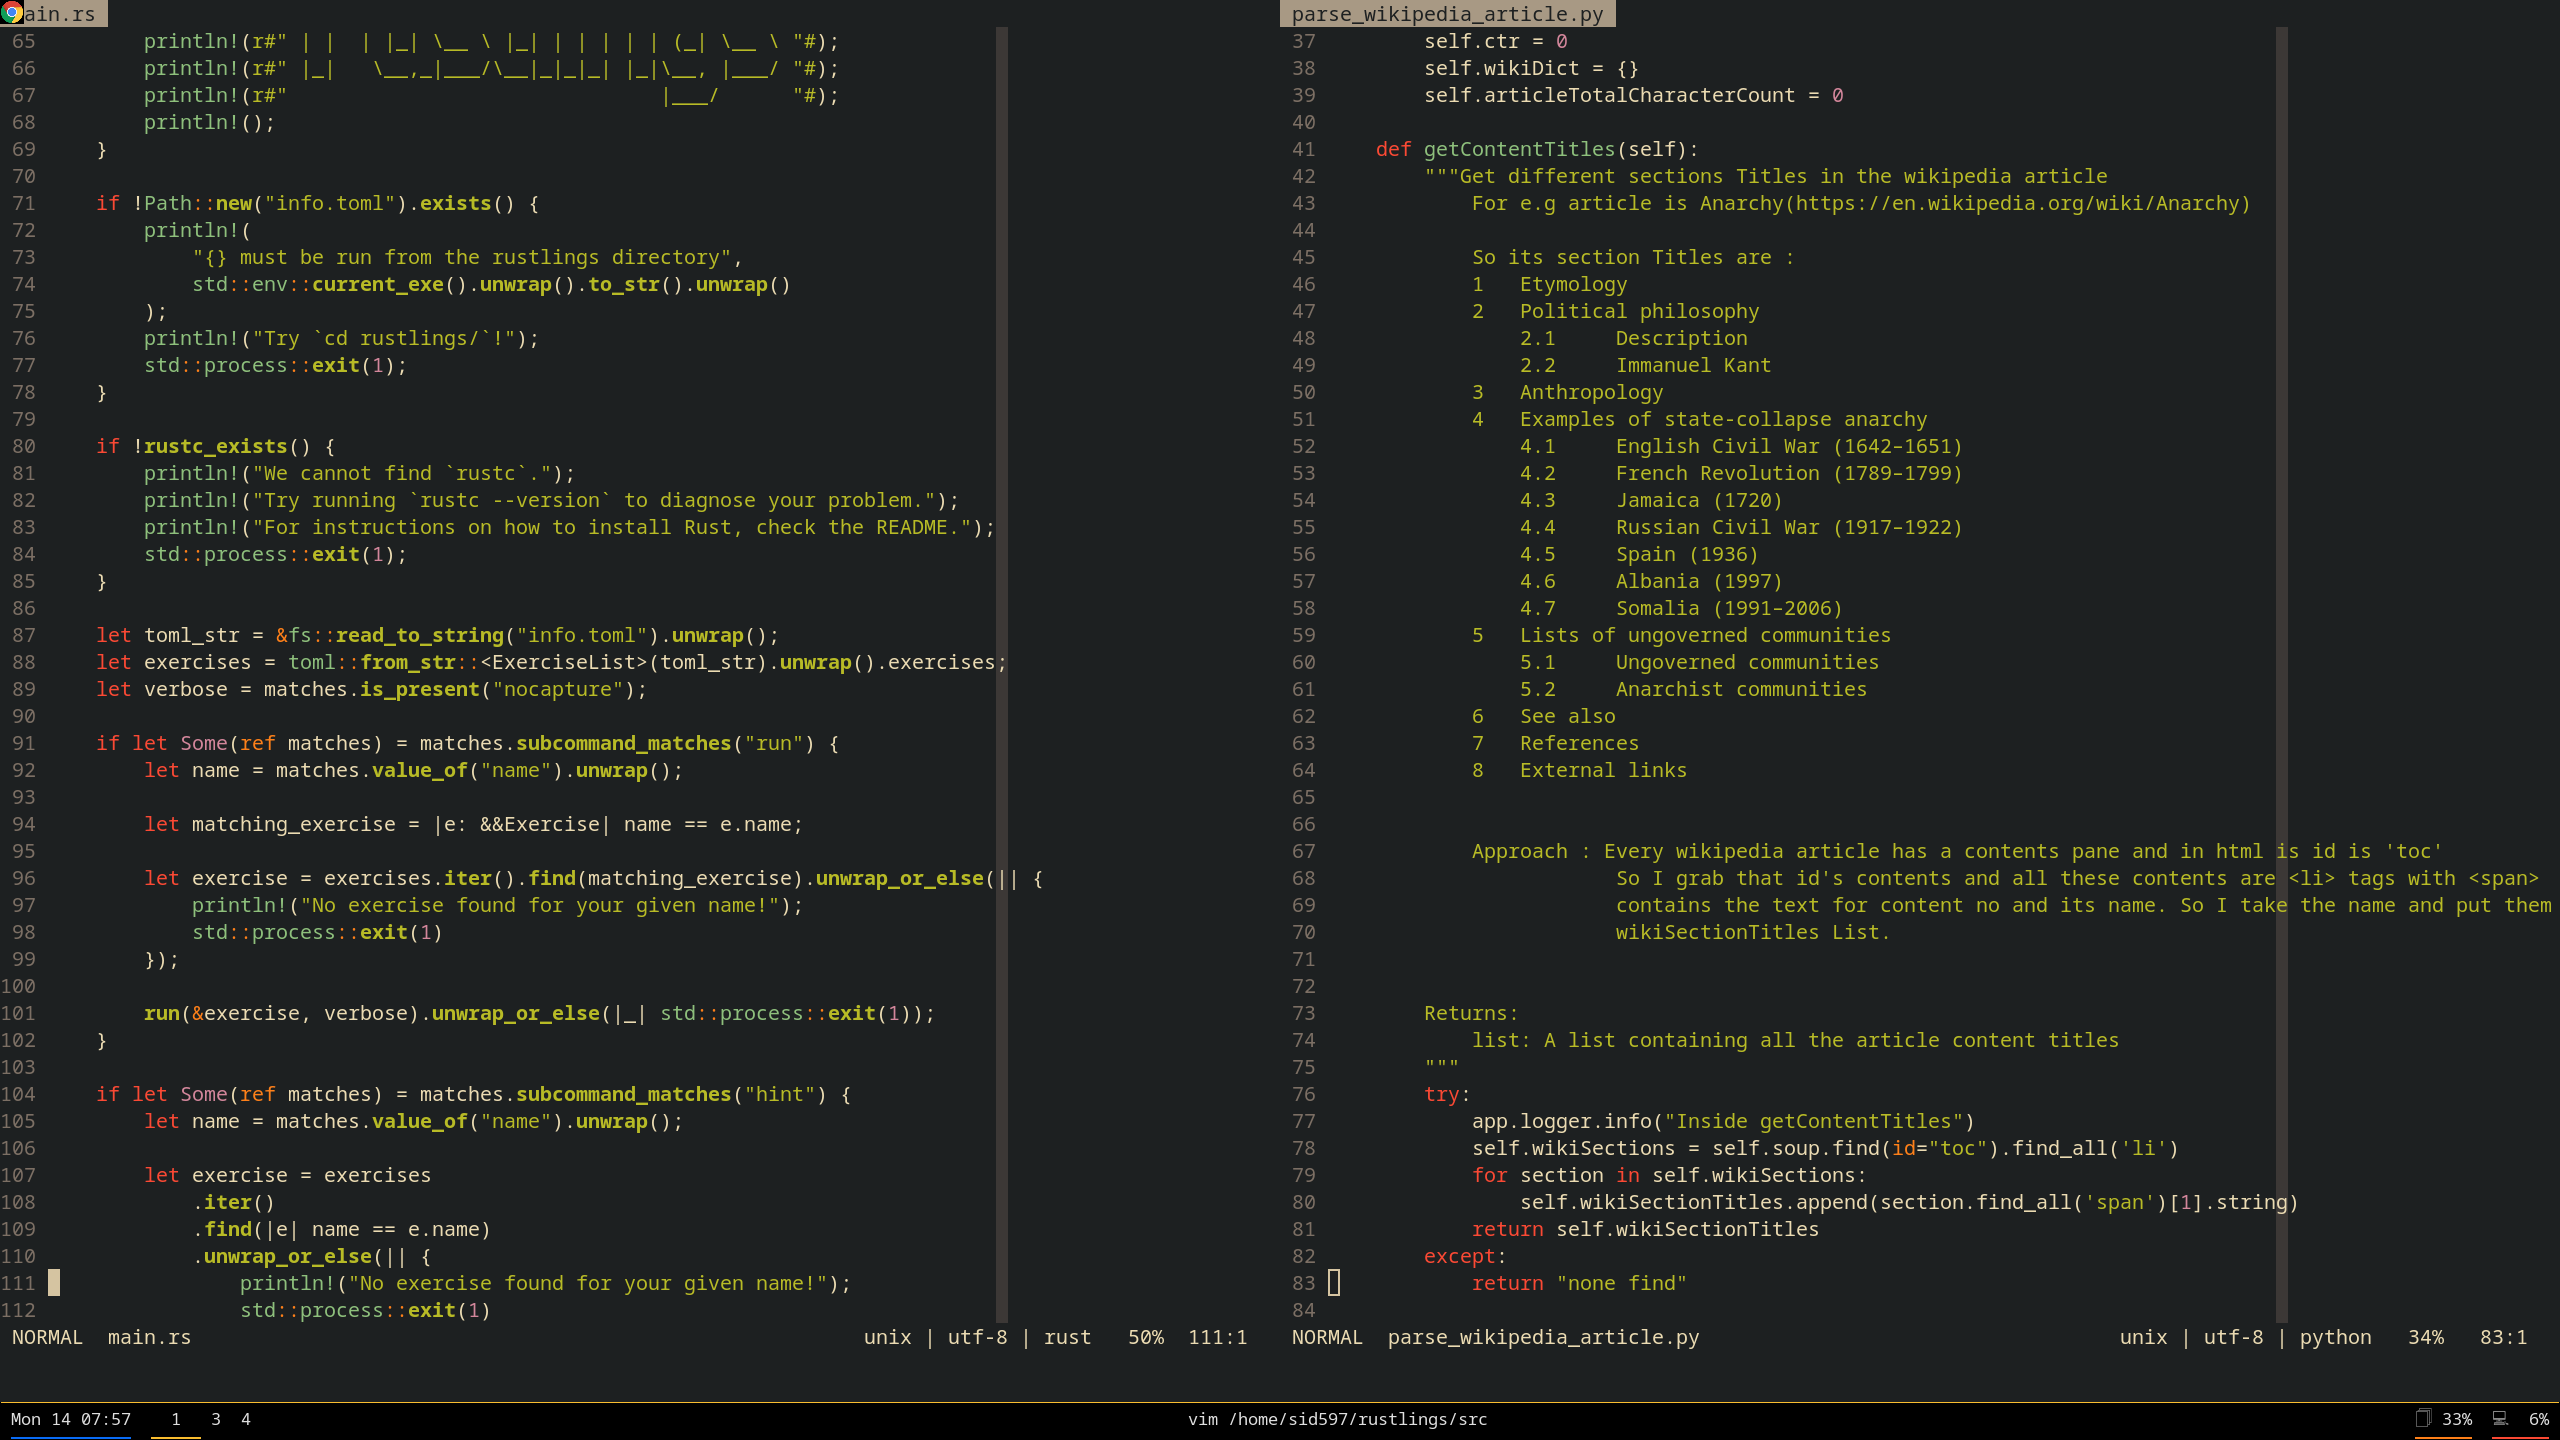 ain.rs
65         println!(r#" | |  | |_| \__ \ |_| | | | | | (_| \__ \ "#);
66         println!(r#" |_|   \__,_|___/\__|_|_|_| |_|\__, |___/ "#);
67         println!(r#"                               |___/      "#);
68         println!();
69     }
70
71     if !Path::new("info.toml").exists() {
72         println!(
73             "{} must be run from the rustlings directory",
74             std::env::current_exe().unwrap().to_str().unwrap()
75         );
76         println!("Try `cd rustlings/`!");
77         std::process::exit(1);
78     }
79
80     if !rustc_exists() {
81         println!("We cannot find `rustc`.");
82         println!("Try running `rustc --version` to diagnose your problem.");
83         println!("For instructions on how to install Rust, check the README.");
84         std::process::exit(1);
85     }
86
87     let toml_str = &fs::read_to_string("info.toml").unwrap();
88     let exercises = toml::from_str::<ExerciseList>(toml_str).unwrap().exercises;
89     let verbose = matches.is_present("nocapture");
90
91     if let Some(ref matches) = matches.subcommand_matches("run") {
92         let name = matches.value_of("name").unwrap();
93
94         let matching_exercise = |e: &&Exercise| name == e.name;
95
96         let exercise = exercises.iter().find(matching_exercise).unwrap_or_else(|| {
97             println!("No exercise found for your given name!");
98             std::process::exit(1)
99         });
100
101         run(&exercise, verbose).unwrap_or_else(|_| std::process::exit(1));
102     }
103
104     if let Some(ref matches) = matches.subcommand_matches("hint") {
105         let name = matches.value_of("name").unwrap();
106
107         let exercise = exercises
108             .iter()
109             .find(|e| name == e.name)
110             .unwrap_or_else(|| {
111                 println!("No exercise found for your given name!");
112                 std::process::exit(1)
NORMAL  main.rs   unix | utf-8 | rust   50%  111:1
parse_wikipedia_article.py
37         self.ctr = 0
38         self.wikiDict = {}
39         self.articleTotalCharacterCount = 0
40
41     def getContentTitles(self):
42         """Get different sections Titles in the wikipedia article
43             For e.g article is Anarchy(https://en.wikipedia.org/wiki/Anarchy)
44
45             So its section Titles are :
46             1   Etymology
47             2   Political philosophy
48                 2.1     Description
49                 2.2     Immanuel Kant
50             3   Anthropology
51             4   Examples of state-collapse anarchy
52                 4.1     English Civil War (1642–1651)
53                 4.2     French Revolution (1789–1799)
54                 4.3     Jamaica (1720)
55                 4.4     Russian Civil War (1917–1922)
56                 4.5     Spain (1936)
57                 4.6     Albania (1997)
58                 4.7     Somalia (1991–2006)
59             5   Lists of ungoverned communities
60                 5.1     Ungoverned communities
61                 5.2     Anarchist communities
62             6   See also
63             7   References
64             8   External links
65
66
67             Approach : Every wikipedia article has a contents pane and in html is id is 'toc'
68                         So I grab that id's contents and all these contents are <li> tags with <span>
69                         contains the text for content no and its name. So I take the name and put them
70                         wikiSectionTitles List.
71
72
73         Returns:
74             list: A list containing all the article content titles
75         """
76         try:
77             app.logger.info("Inside getContentTitles")
78             self.wikiSections = self.soup.find(id="toc").find_all('li')
79             for section in self.wikiSections:
80                 self.wikiSectionTitles.append(section.find_all('span')[1].string)
81             return self.wikiSectionTitles
82         except:
83             return "none find"
84
NORMAL  parse_wikipedia_article.py   unix | utf-8 | python   34%   83:1
Mon 14 07:57   1   3  4   vim /home/sid597/rustlings/src   33%   6%